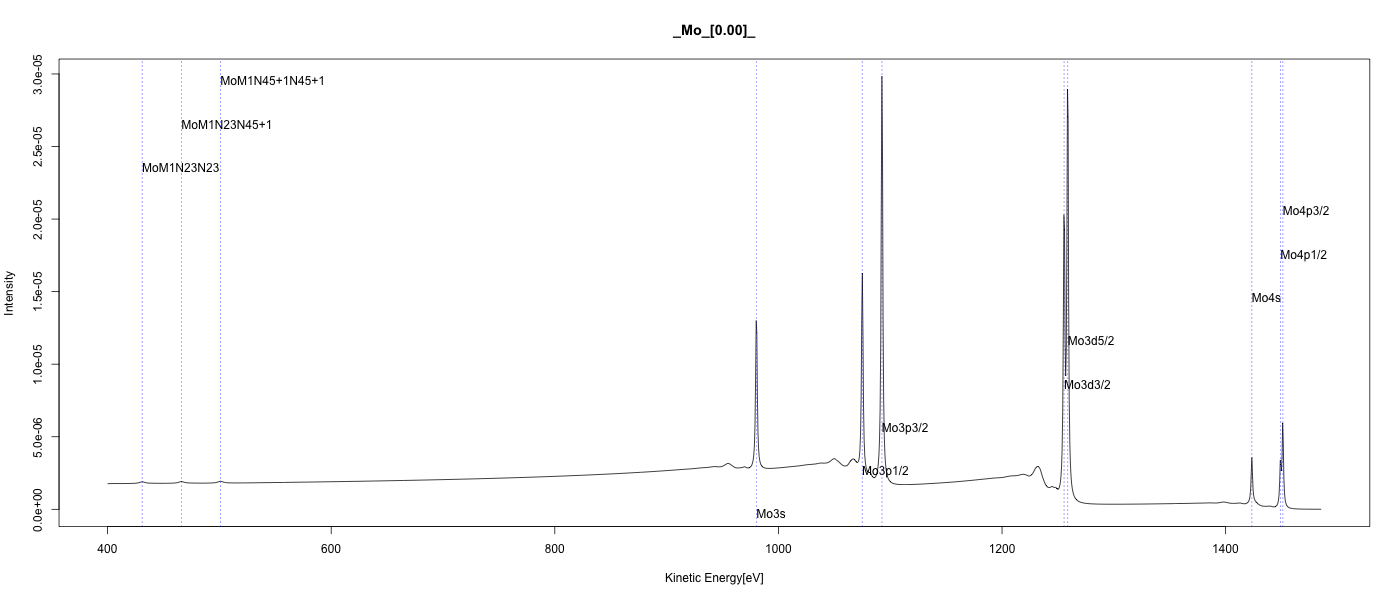 _Mo_[0.00]_
3.0e-05
2.5e-05
2.0e-05
1.5e-05
1.0e-05
5.0e-06
0.0e+00
Intensity
MoM1N45+1N45+1
MoM1N23N45+1
MoM1N23N23
Mo4p3/2
Mo4p1/2
Mo4s
Mo3d5/2
Mo3d3/2
Mo3p3/2
Mo3p1/2
Mo3s
400
600
800
1000
1200
1400
Kinetic Energy[eV]